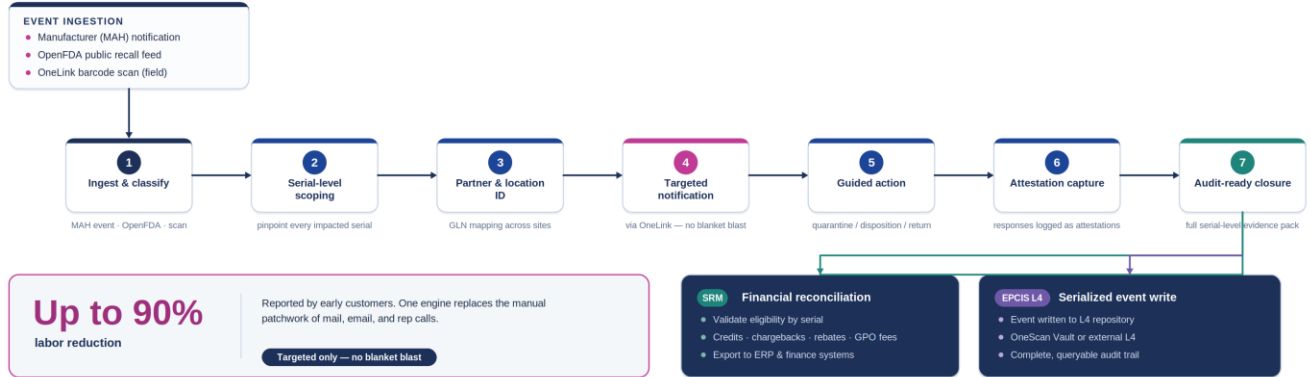 EVENT INGESTION
Manufacturer (MAH) notification
OpenFDA public recall feed
OneLink barcode scan (field)
1
Ingest & classify
MAH event · OpenFDA · scan
2
Serial-level
scoping
pinpoint every impacted serial
3
Partner & location
ID
GLN mapping across sites
4
Targeted
notification
via OneLink — no blanket blast
5
Guided action
quarantine / disposition / return
6
Attestation capture
responses logged as attestations
7
Audit-ready closure
full serial-level evidence pack
Up to 90%
labor reduction
Reported by early customers. One engine replaces the manual
patchwork of mail, email, and rep calls.
Targeted only — no blanket blast
SRM Financial reconciliation
Validate eligibility by serial
Credits · chargebacks · rebates · GPO fees
Export to ERP & finance systems
EPCIS L4 Serialized event write
Event written to L4 repository
OneScan Vault or external L4
Complete, queryable audit trail